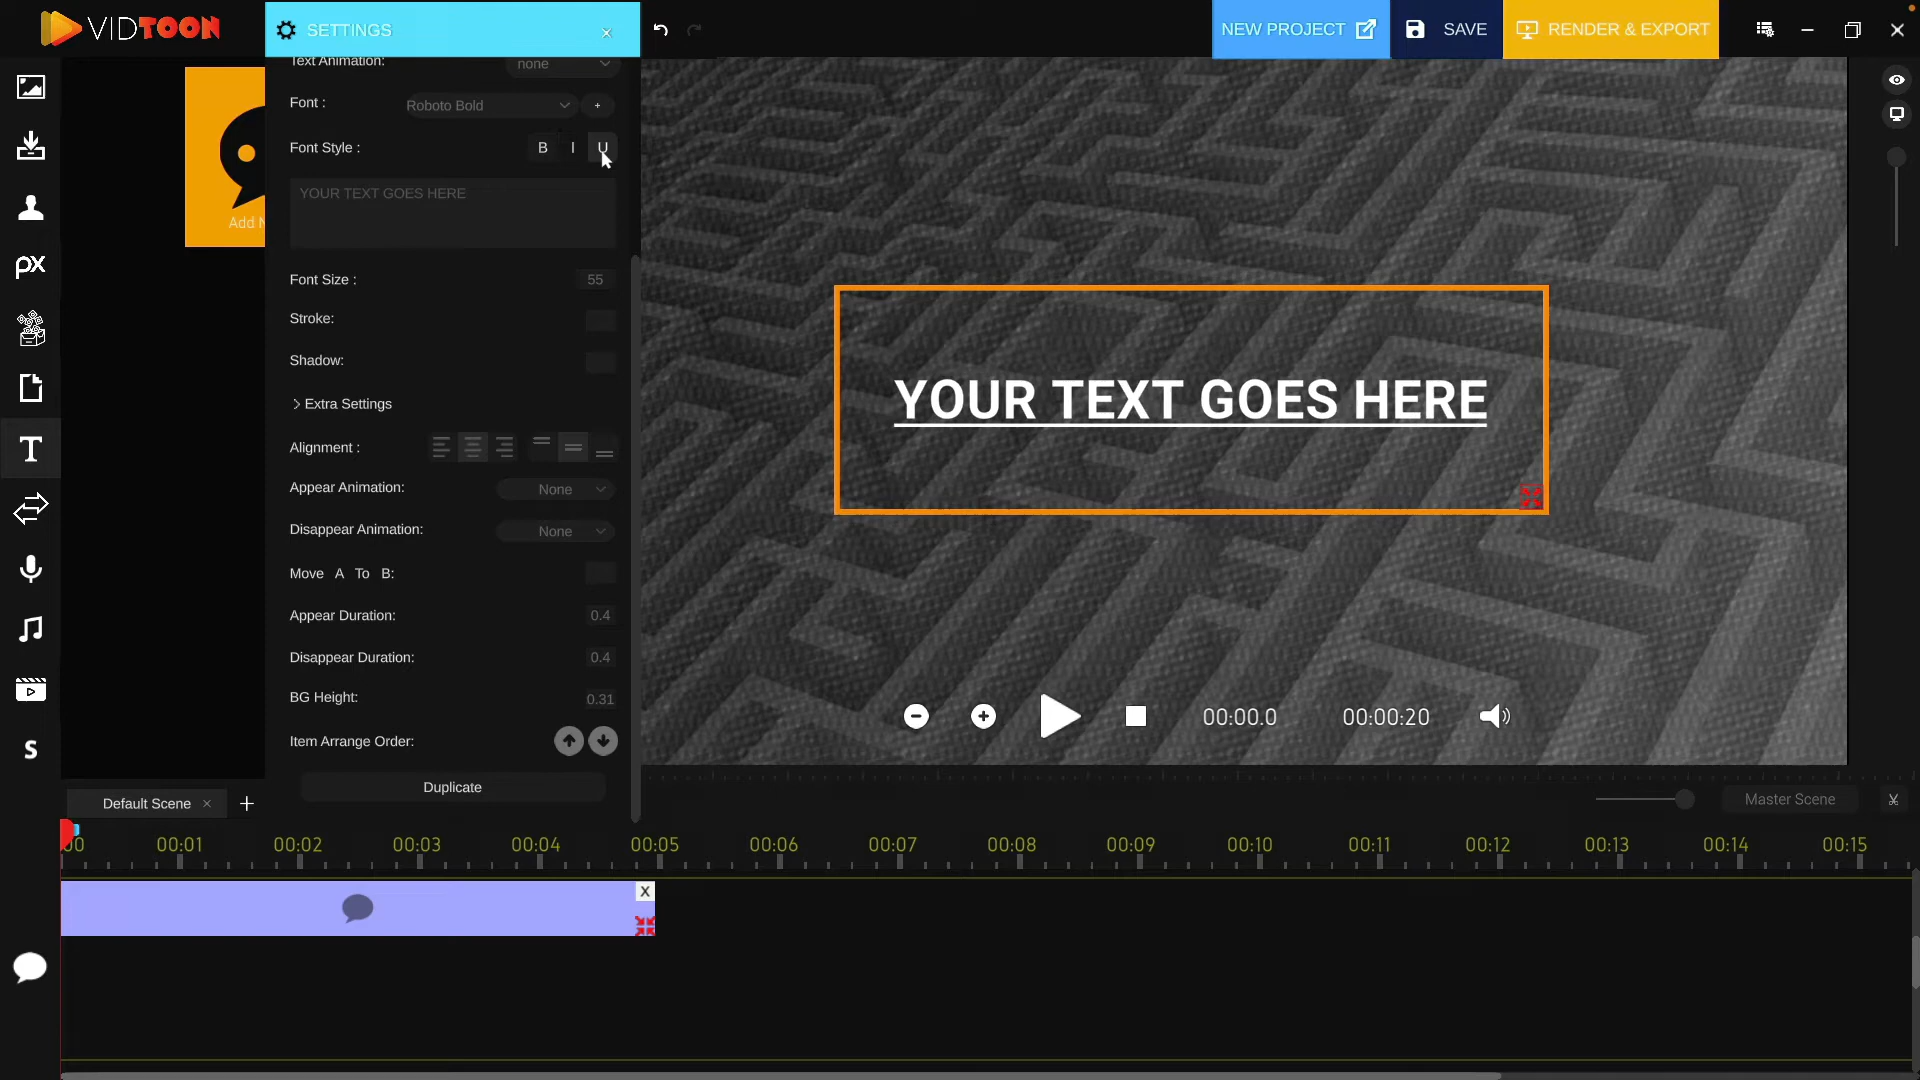 VIDTOON
SETTINGS
×
NEW PROJECT
SAVE
RENDER & EXPORT
Text Animation:
none
Font :
Roboto Bold
+
Font Style :
B
I
U
YOUR TEXT GOES HERE
Font Size :
55
Stroke:
Shadow:
Extra Settings
Alignment :
Appear Animation:
None
Disappear Animation:
None
Move A To B:
Appear Duration:
0.4
Disappear Duration:
0.4
BG Height:
0.31
Item Arrange Order:
Duplicate
Add N
px
T
S
YOUR TEXT GOES HERE
00:00.0
00:00:20
Default Scene ×
+
Master Scene
00
00:01
00:02
00:03
00:04
00:05
00:06
00:07
00:08
00:09
00:10
00:11
00:12
00:13
00:14
00:15
X